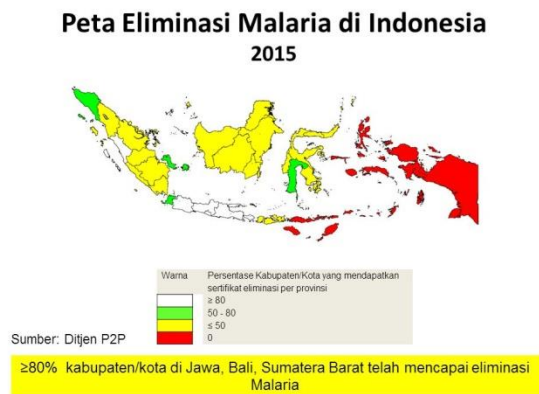 Peta Eliminasi Malaria di Indonesia
2015
Warna Persentase Kabupaten/Kota yang mendapatkan
sertifikat eliminasi per provinsi
≥ 80
50 - 80
≤ 50
0
Sumber: Ditjen P2P
≥80% kabupaten/kota di Jawa, Bali, Sumatera Barat telah mencapai eliminasi
Malaria